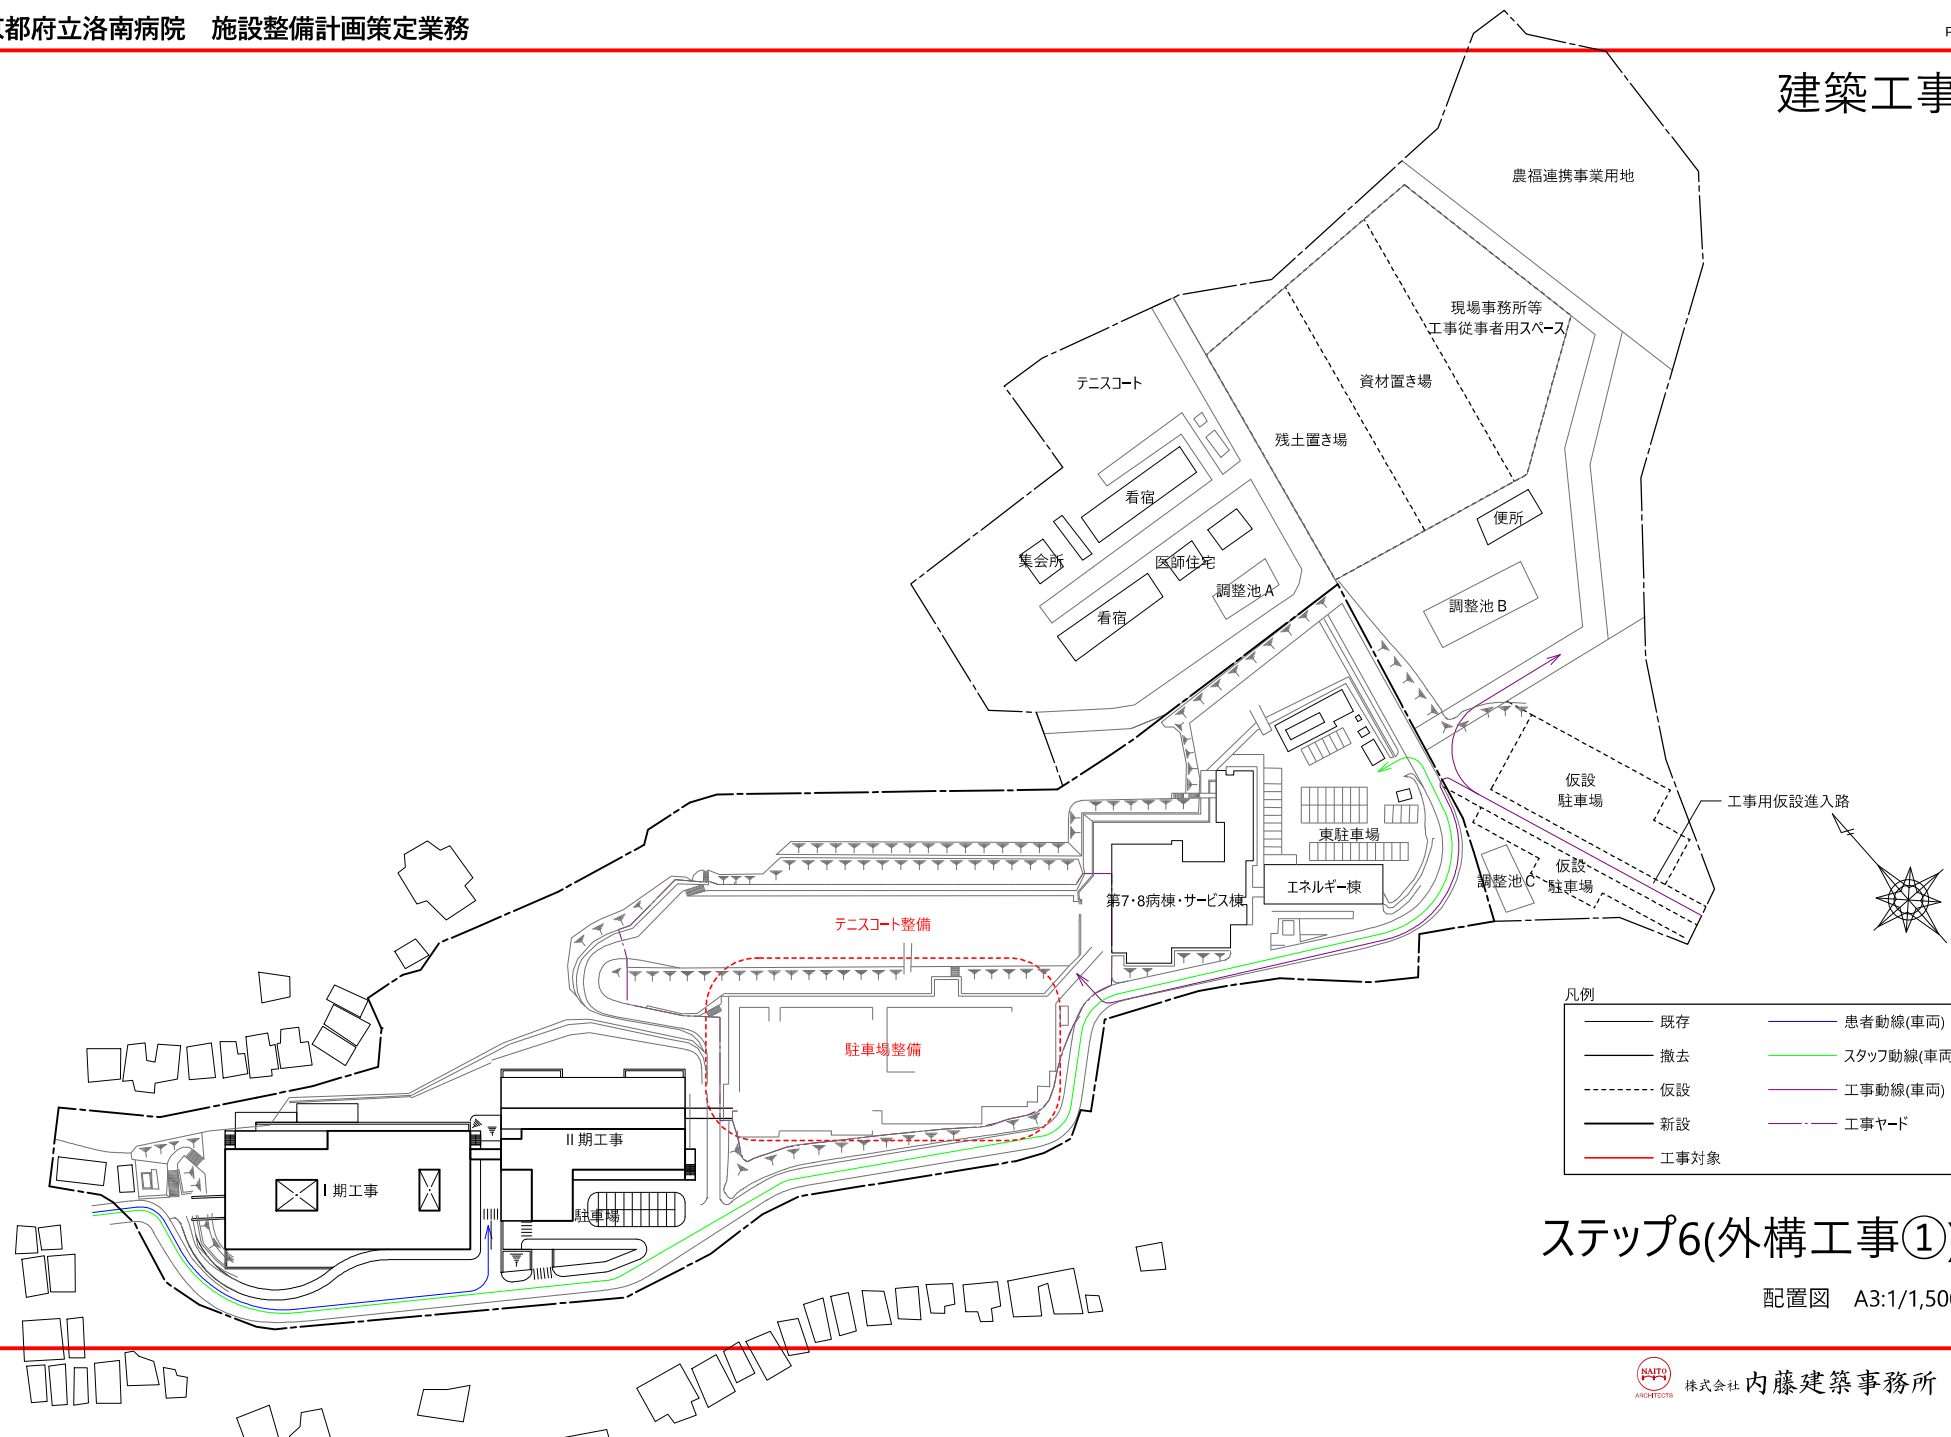 都府立洛南病院　施設整備計画策定業務
建築工事
農福連携事業用地
現場事務所等
工事従事者用スペース
資材置き場
残土置き場
テニスコート
看宿
便所
集会所
医師住宅
調整池A
調整池B
看宿
仮設
駐車場
工事用仮設進入路
東駐車場
仮設
駐車場
調整池C
エネルギー棟
第7・8病棟・サービス棟
テニスコート整備
駐車場整備
Ⅱ期工事
Ⅰ期工事
駐車場
凡例
既存
患者動線(車両)
撤去
スタッフ動線(車両
仮設
工事動線(車両)
新設
工事ヤード
工事対象
ステップ6(外構工事①)
配置図　A3:1/1,500
NAITO
ARCHITECTS
株式会社 内藤建築事務所